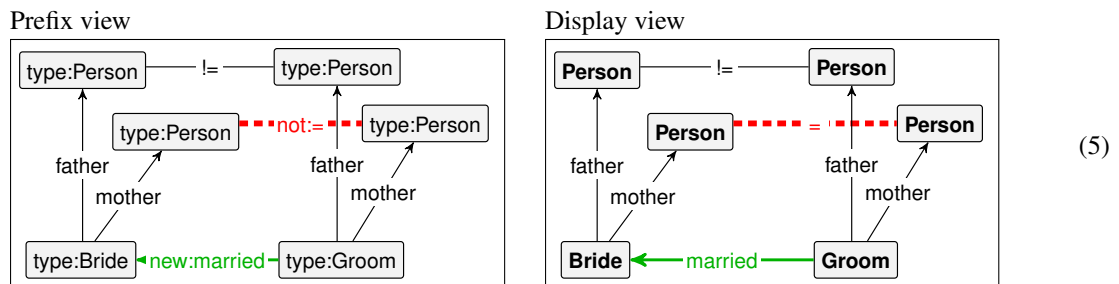 Prefix view
type:Person != type:Person
type:Person not:= type:Person
father father
mother mother
type:Bride new:married type:Groom
Display view
Person != Person
Person = Person
father father
mother mother
Bride married Groom
(5)